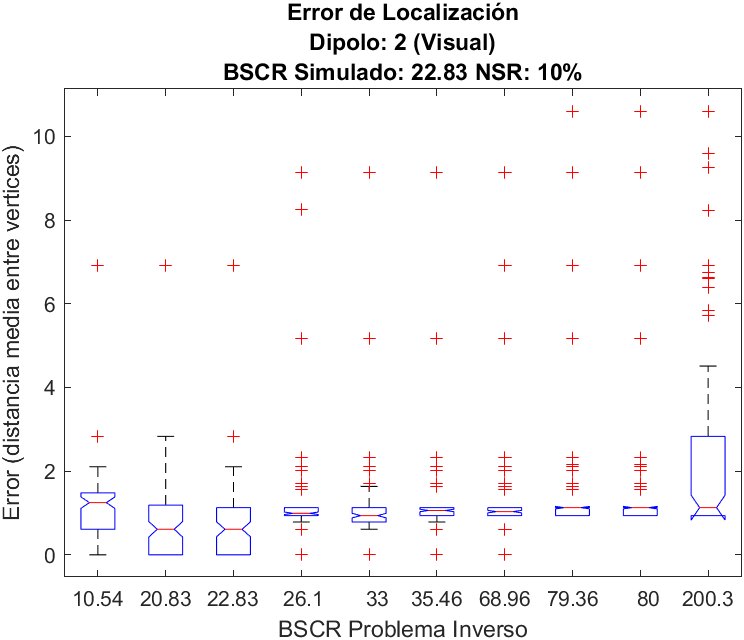 Error de Localización
Dipolo: 2 (Visual)
BSCR Simulado: 22.83 NSR: 10%
Error (distancia media entre vertices)
10
8
6
4
2
0
10.54 20.83 22.83 26.1 33 35.46 68.96 79.36 80 200.3
BSCR Problema Inverso